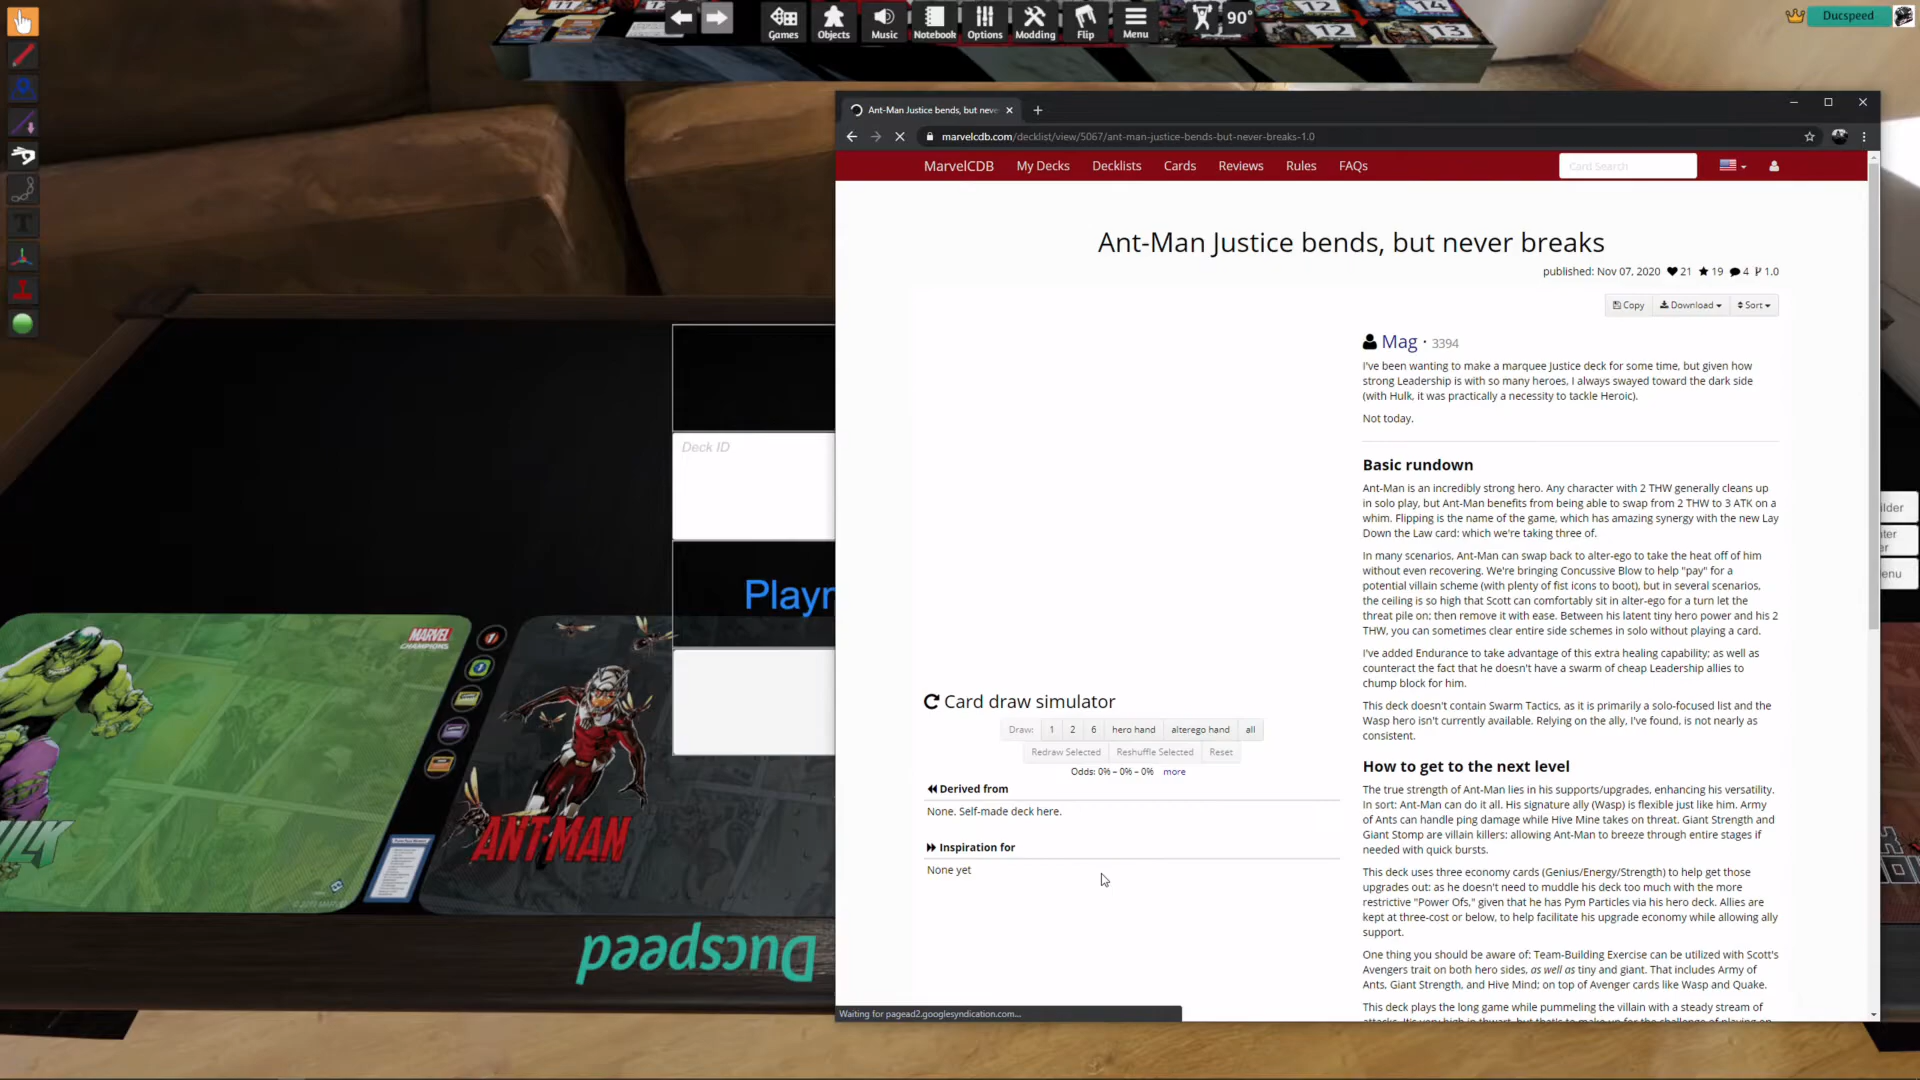 Games
Objects
Music
Notebook
Options
Modding
Flip
Menu
90°
Ducspeed
12
14
12
12
13
Ant-Man Justice bends, but neve
marvelcdb.com/decklist/view/5067/ant-man-justice-bends-but-never-breaks-1.0
MarvelCDB My Decks Decklists Cards Reviews Rules FAQs
Card Search
Ant-Man Justice bends, but never breaks
published: Nov 07, 2020 21 19 4 1.0
Copy Download Sort
Mag · 3394
I've been wanting to make a marquee Justice deck for some time, but given how
strong Leadership is with so many heroes, I always swayed toward the dark side
(with Hulk, it was practically a necessity to tackle Heroic).
Not today.
Basic rundown
Ant-Man is an incredibly strong hero. Any character with 2 THW generally cleans up
in solo play, but Ant-Man benefits from being able to swap from 2 THW to 3 ATK on a
whim. Flipping is the name of the game, which has amazing synergy with the new Lay
Down the Law card: which we're taking three of.
In many scenarios, Ant-Man can swap back to alter-ego to take the heat off of him
without even recovering. We're bringing Concussive Blow to help "pay" for a
potential villain scheme (with plenty of fist icons to boot), but in several scenarios,
the ceiling is so high that Scott can comfortably sit in alter-ego for a turn let the
threat pile on; then remove it with ease. Between his latent tiny hero power and his 2
THW, you can sometimes clear entire side schemes in solo without playing a card.
I've added Endurance to take advantage of this extra healing capability; as well as
counteract the fact that he doesn't have a swarm of cheap Leadership allies to
chump block for him.
This deck doesn't contain Swarm Tactics, as it is primarily a solo-focused list and the
Wasp hero isn't currently available. Relying on the ally, I've found, is not nearly as
consistent.
How to get to the next level
The true strength of Ant-Man lies in his supports/upgrades, enhancing his versatility.
In sort: Ant-Man can do it all. His signature ally (Wasp) is flexible just like him. Army
of Ants can handle ping damage while Hive Mine takes on threat. Giant Strength and
Giant Stomp are villain killers: allowing Ant-Man to breeze through entire stages if
needed with quick bursts.
This deck uses three economy cards (Genius/Energy/Strength) to help get those
upgrades out: as he doesn't need to muddle his deck too much with the more
restrictive "Power Ofs," given that he has Pym Particles via his hero deck. Allies are
kept at three-cost or below, to help facilitate his upgrade economy while allowing ally
support.
One thing you should be aware of: Team-Building Exercise can be utilized with Scott's
Avengers trait on both hero sides, as well as tiny and giant. That includes Army of
Ants, Giant Strength, and Hive Mind; on top of Avenger cards like Wasp and Quake.
This deck plays the long game while pummeling the villain with a steady stream of
Card draw simulator
Draw: 1 2 6 hero hand alterego hand all
Redraw Selected Reshuffle Selected Reset
Odds: 0% – 0% – 0% more
Derived from
None. Self-made deck here.
Inspiration for
None yet
Waiting for pagead2.googlesyndication.com...
Deck ID
Playr
MARVEL
CHAMPIONS
ANT-MAN
Ducspeed
ilder
nter
er
enu